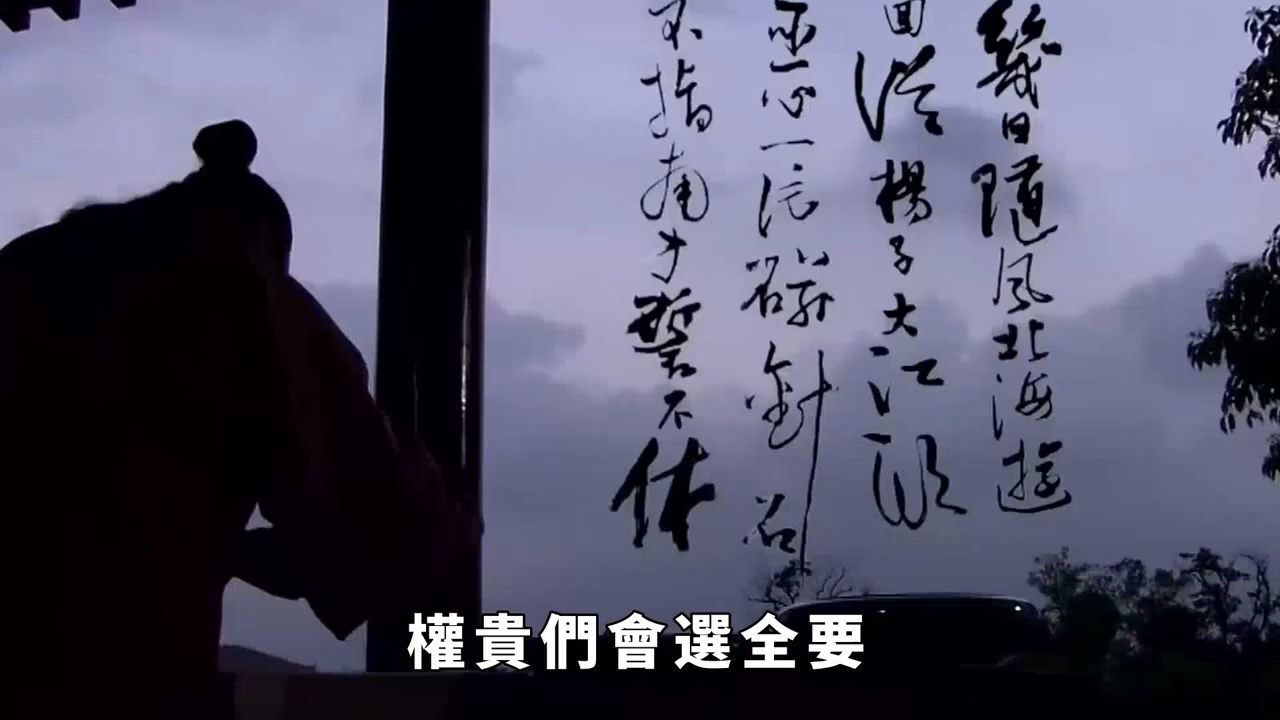 幾日隨風北海遊
回從楊子大江頭
臣心一片磁針石
不指南方誓不休
權貴們會選全要